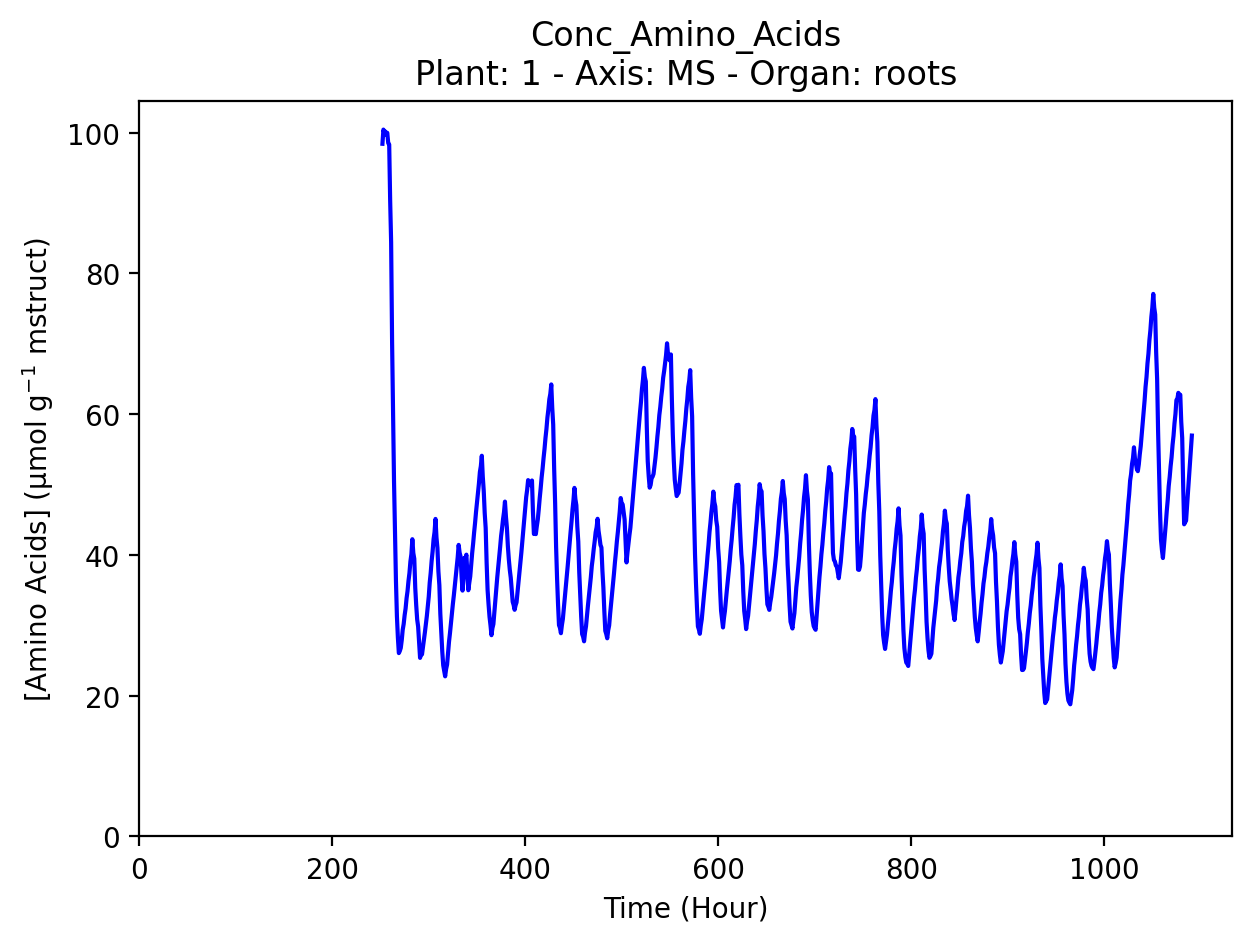 Conc_Amino_Acids
Plant: 1 - Axis: MS - Organ: roots
[Amino Acids] (µmol g⁻¹ mstruct)
100
80
60
40
20
0
0 200 400 600 800 1000
Time (Hour)